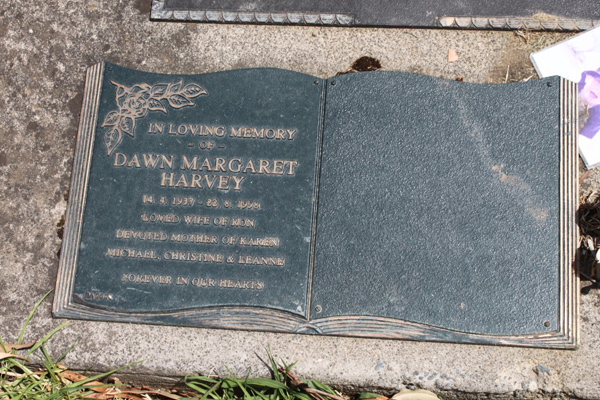 IN LOVING MEMORY
- OF -
DAWN MARGARET
HARVEY
LOVED WIFE OF RON
DEVOTED MOTHER OF KAREN
MICHAEL, CHRISTINE & LEANNE
FOREVER IN OUR HEARTS